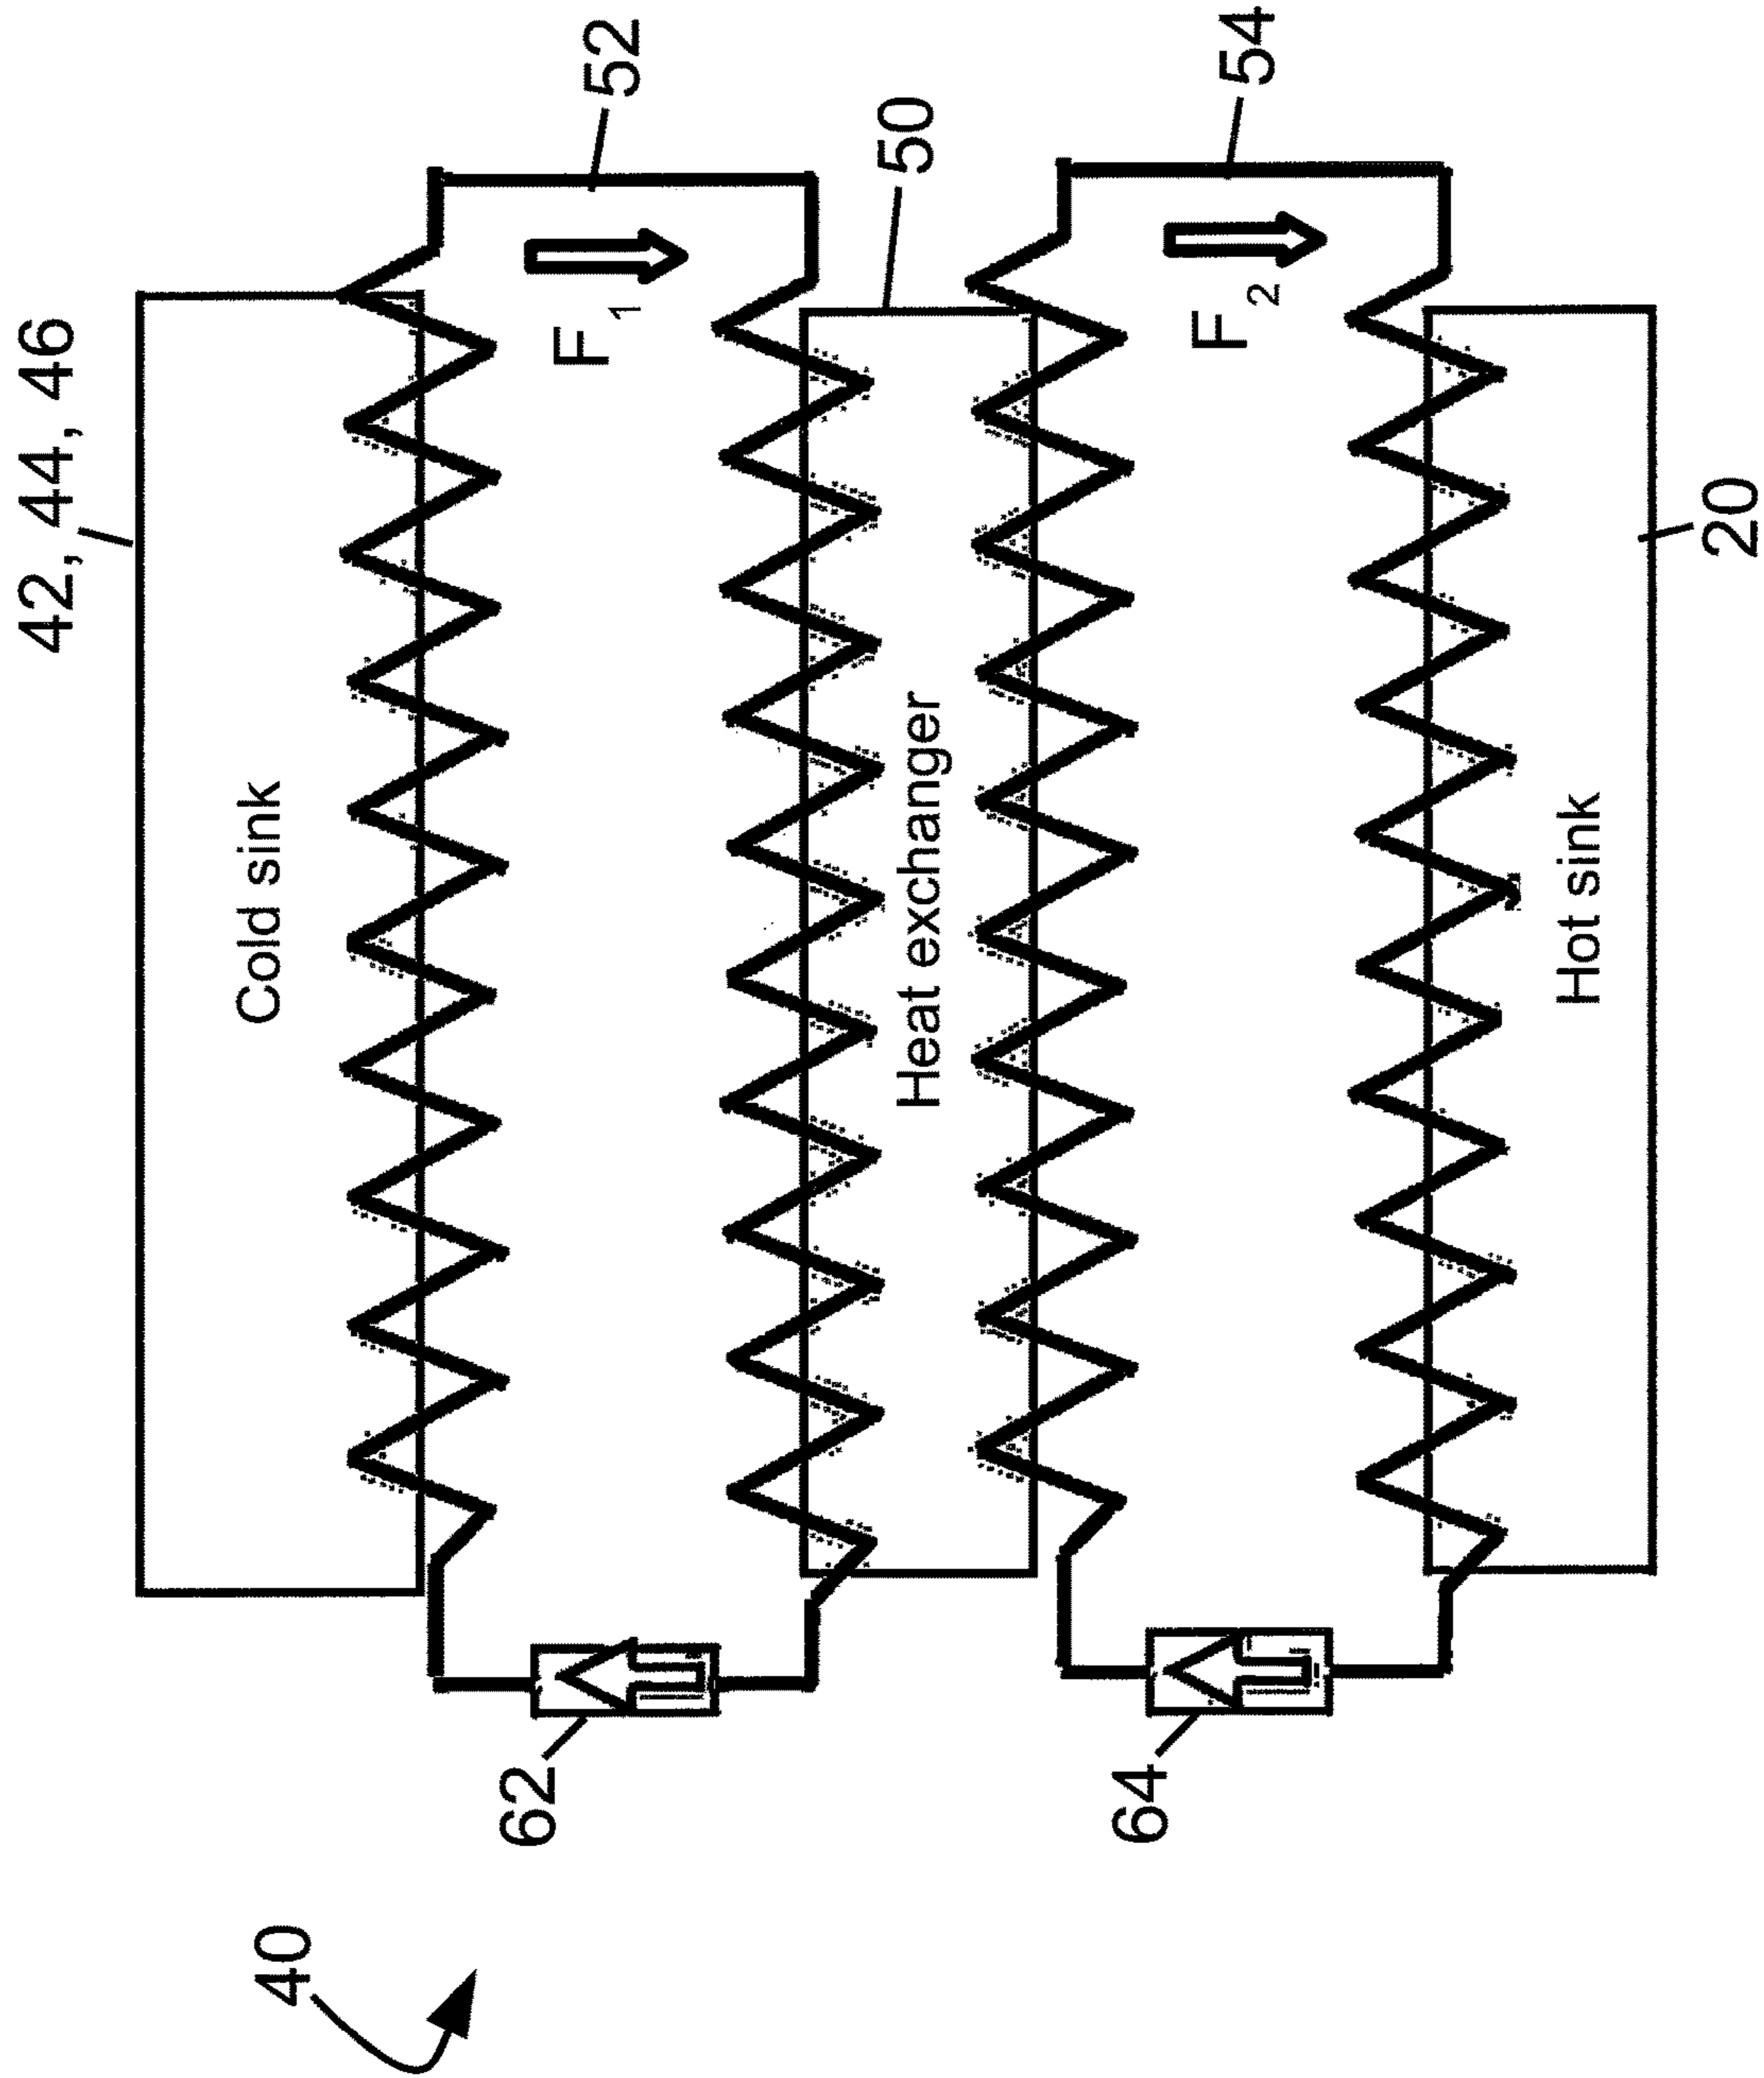 40
42, 44, 46
Cold sink
62
F1
52
Heat exchanger
50
64
F2
54
Hot sink
20